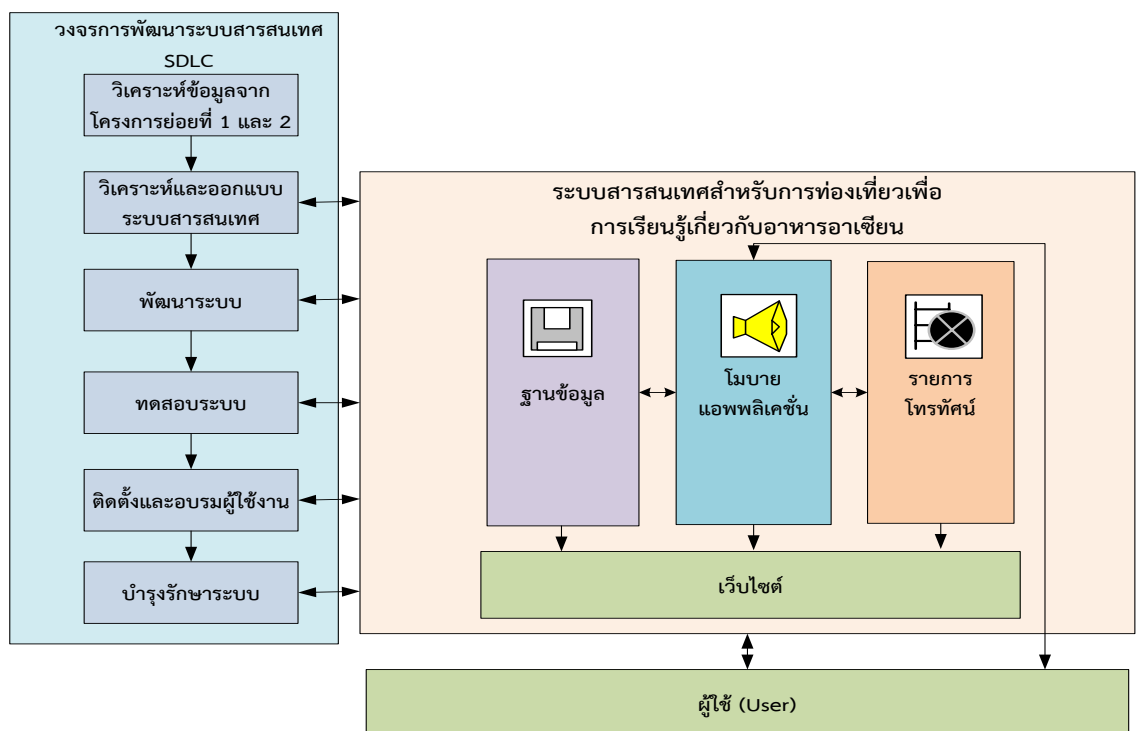 วงจรการพัฒนาระบบสารสนเทศ
SDLC
วิเคราะห์ข้อมูลจาก
โครงการย่อยที่ 1 และ 2
วิเคราะห์และออกแบบ
ระบบสารสนเทศ
พัฒนาระบบ
ทดสอบระบบ
ติดตั้งและอบรมผู้ใช้งาน
บำรุงรักษาระบบ
ระบบสารสนเทศสำหรับการท่องเที่ยวเพื่อ
การเรียนรู้เกี่ยวกับอาหารอาเซียน
ฐานข้อมูล
โมบาย
แอพพลิเคชั่น
รายการ
โทรทัศน์
เว็บไซต์
ผู้ใช้ (User)